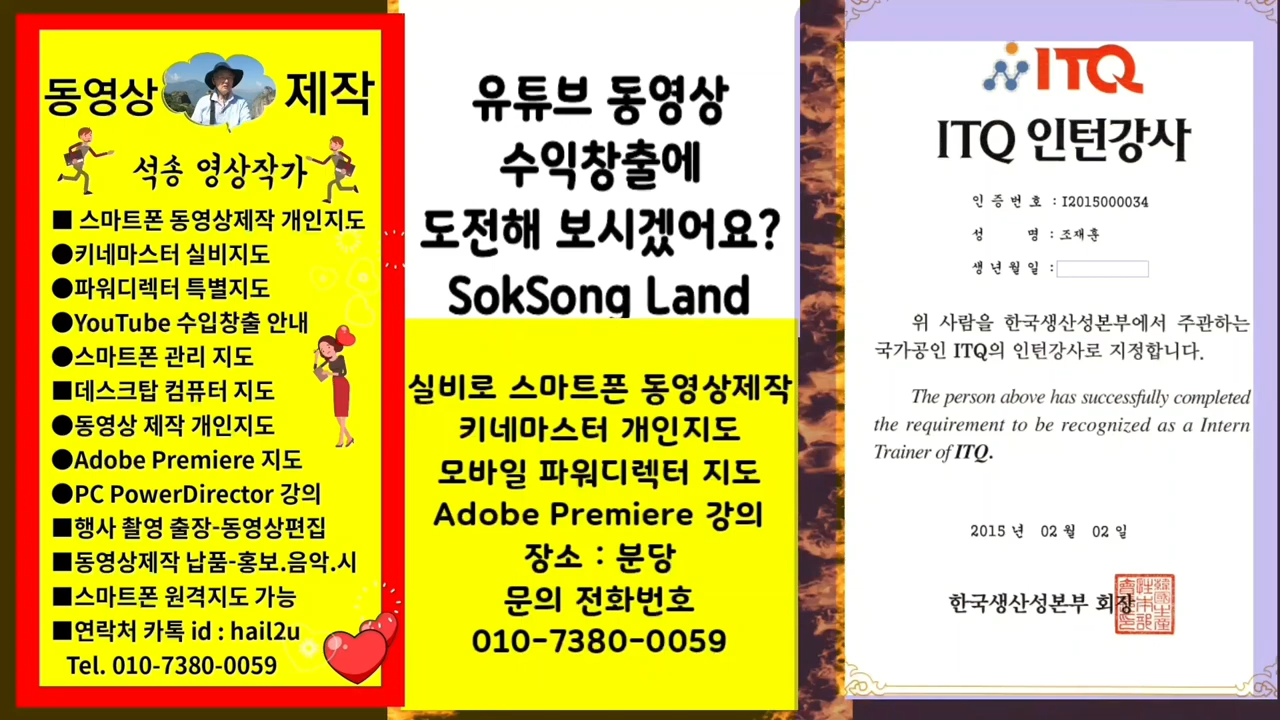 동영상 제작
석송 영상작가
■ 스마트폰 동영상제작 개인지도
●키네마스터 실비지도
●파워디렉터 특별지도
●YouTube 수입창출 안내
●스마트폰 관리 지도
■데스크탑 컴퓨터 지도
●동영상 제작 개인지도
●Adobe Premiere 지도
●PC PowerDirector 강의
■행사 촬영 출장-동영상편집
■동영상제작 납품-홍보.음악.시
■스마트폰 원격지도 가능
■연락처 카톡 id : hail2u
Tel. 010-7380-0059
유튜브 동영상
수익창출에
도전해 보시겠어요?
SokSong Land
실비로 스마트폰 동영상제작
키네마스터 개인지도
모바일 파워디렉터 지도
Adobe Premiere 강의
장소 : 분당
문의 전화번호
010-7380-0059
ITQ
ITQ 인턴강사
인증번호 : I2015000034
성 명 : 조재훈
생년월일 :
위 사람을 한국생산성본부에서 주관하는
국가공인 ITQ의 인턴강사로 지정합니다.
The person above has successfully completed
the requirement to be recognized as a Intern
Trainer of ITQ.
2015 년 02 월 02 일
한국생산성본부 회장